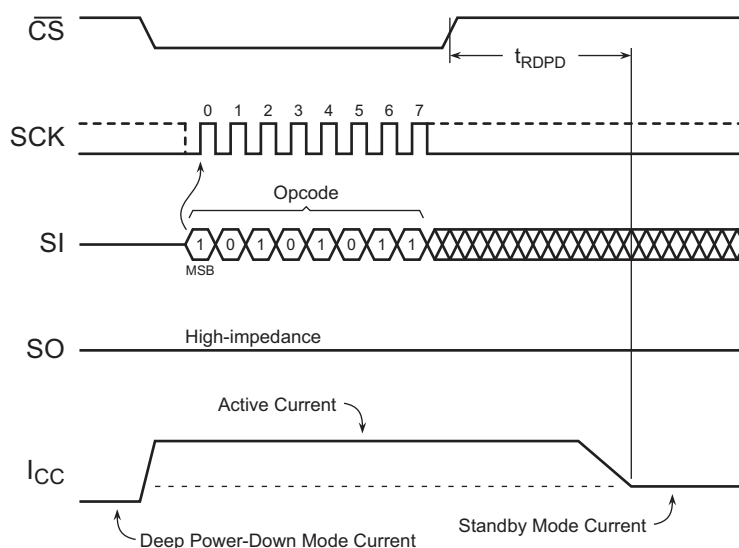 CS
tRDPD
0 1 2 3 4 5 6 7
SCK
Opcode
SI
1 0 1 0 1 0 1 1
MSB
High-impedance
SO
Active Current
ICC
Standby Mode Current
Deep Power-Down Mode Current